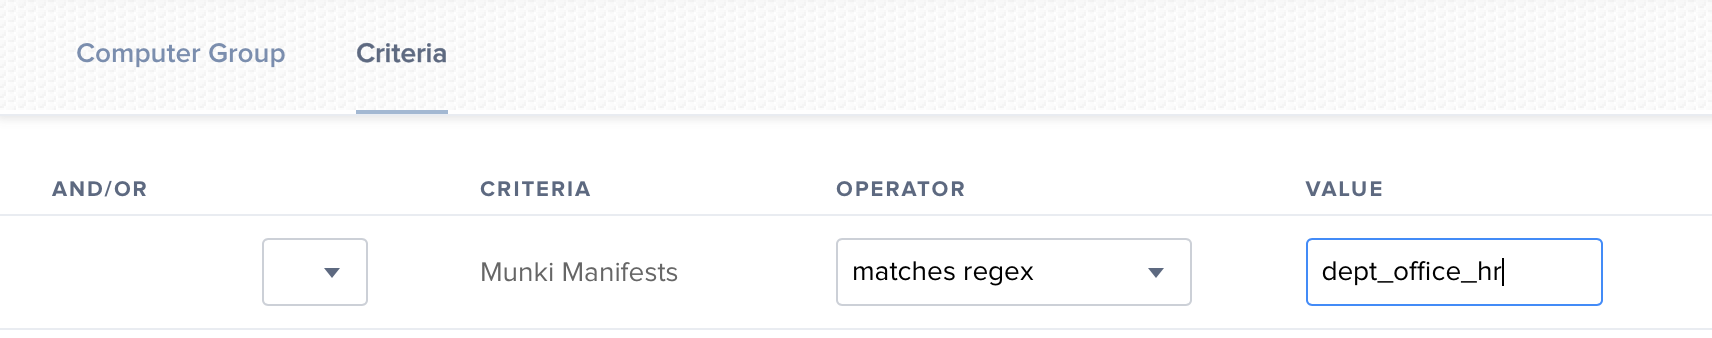 Computer Group Criteria
AND/OR CRITERIA OPERATOR VALUE
Munki Manifests matches regex dept_office_hr